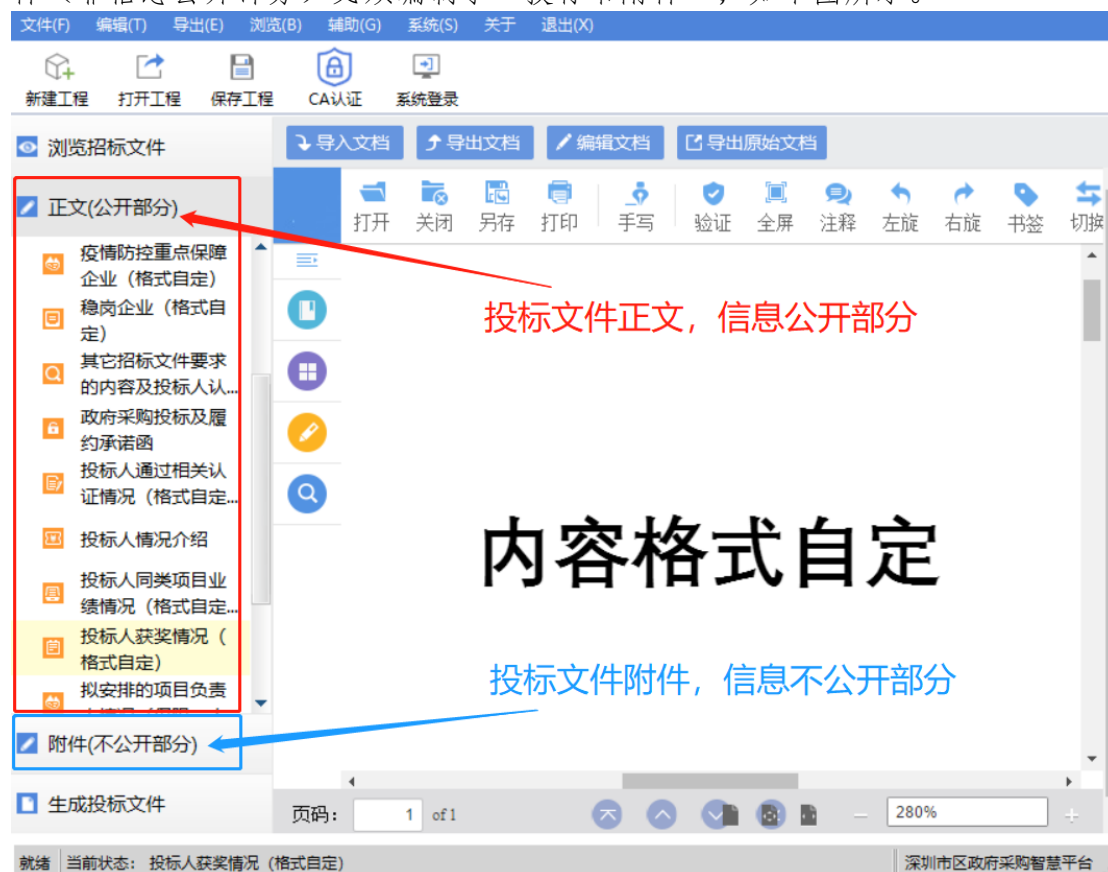 文件(F) 编辑(T) 导出(E) 浏览(B) 辅助(G) 系统(S) 关于 退出(X)
新建工程 打开工程 保存工程 CA认证 系统登录
浏览招标文件
导入文档 导出文档 编辑文档 导出原始文档
正文(公开部分)
打开 关闭 另存 打印 手写 验证 全屏 注释 左旋 右旋 书签 切换
疫情防控重点保障
企业（格式自定）
稳岗企业（格式自
定）
其它招标文件要求
的内容及投标人认...
政府采购投标及履
约承诺函
投标人通过相关认
证情况（格式自定...
投标人情况介绍
投标人同类项目业
绩情况（格式自定...
投标人获奖情况（
格式自定）
拟安排的项目负责
投标文件正文，信息公开部分
内容格式自定
投标文件附件，信息不公开部分
附件(不公开部分)
生成投标文件
页码： 1 of 1 280%
就绪 当前状态： 投标人获奖情况（格式自定） 深圳市区政府采购智慧平台